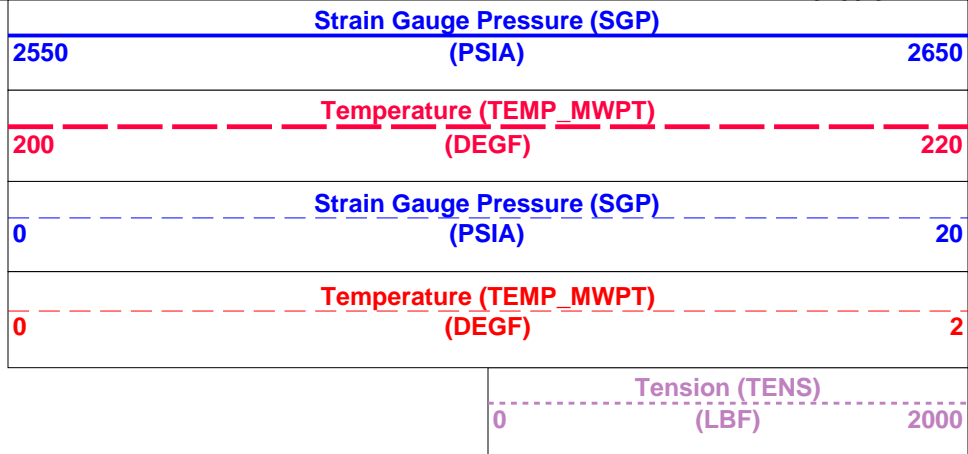 Strain Gauge Pressure (SGP)
2550 (PSIA) 2650
Temperature (TEMP_MWPT)
200 (DEGF) 220
Strain Gauge Pressure (SGP)
0 (PSIA) 20
Temperature (TEMP_MWPT)
0 (DEGF) 2
Tension (TENS)
0 (LBF) 2000